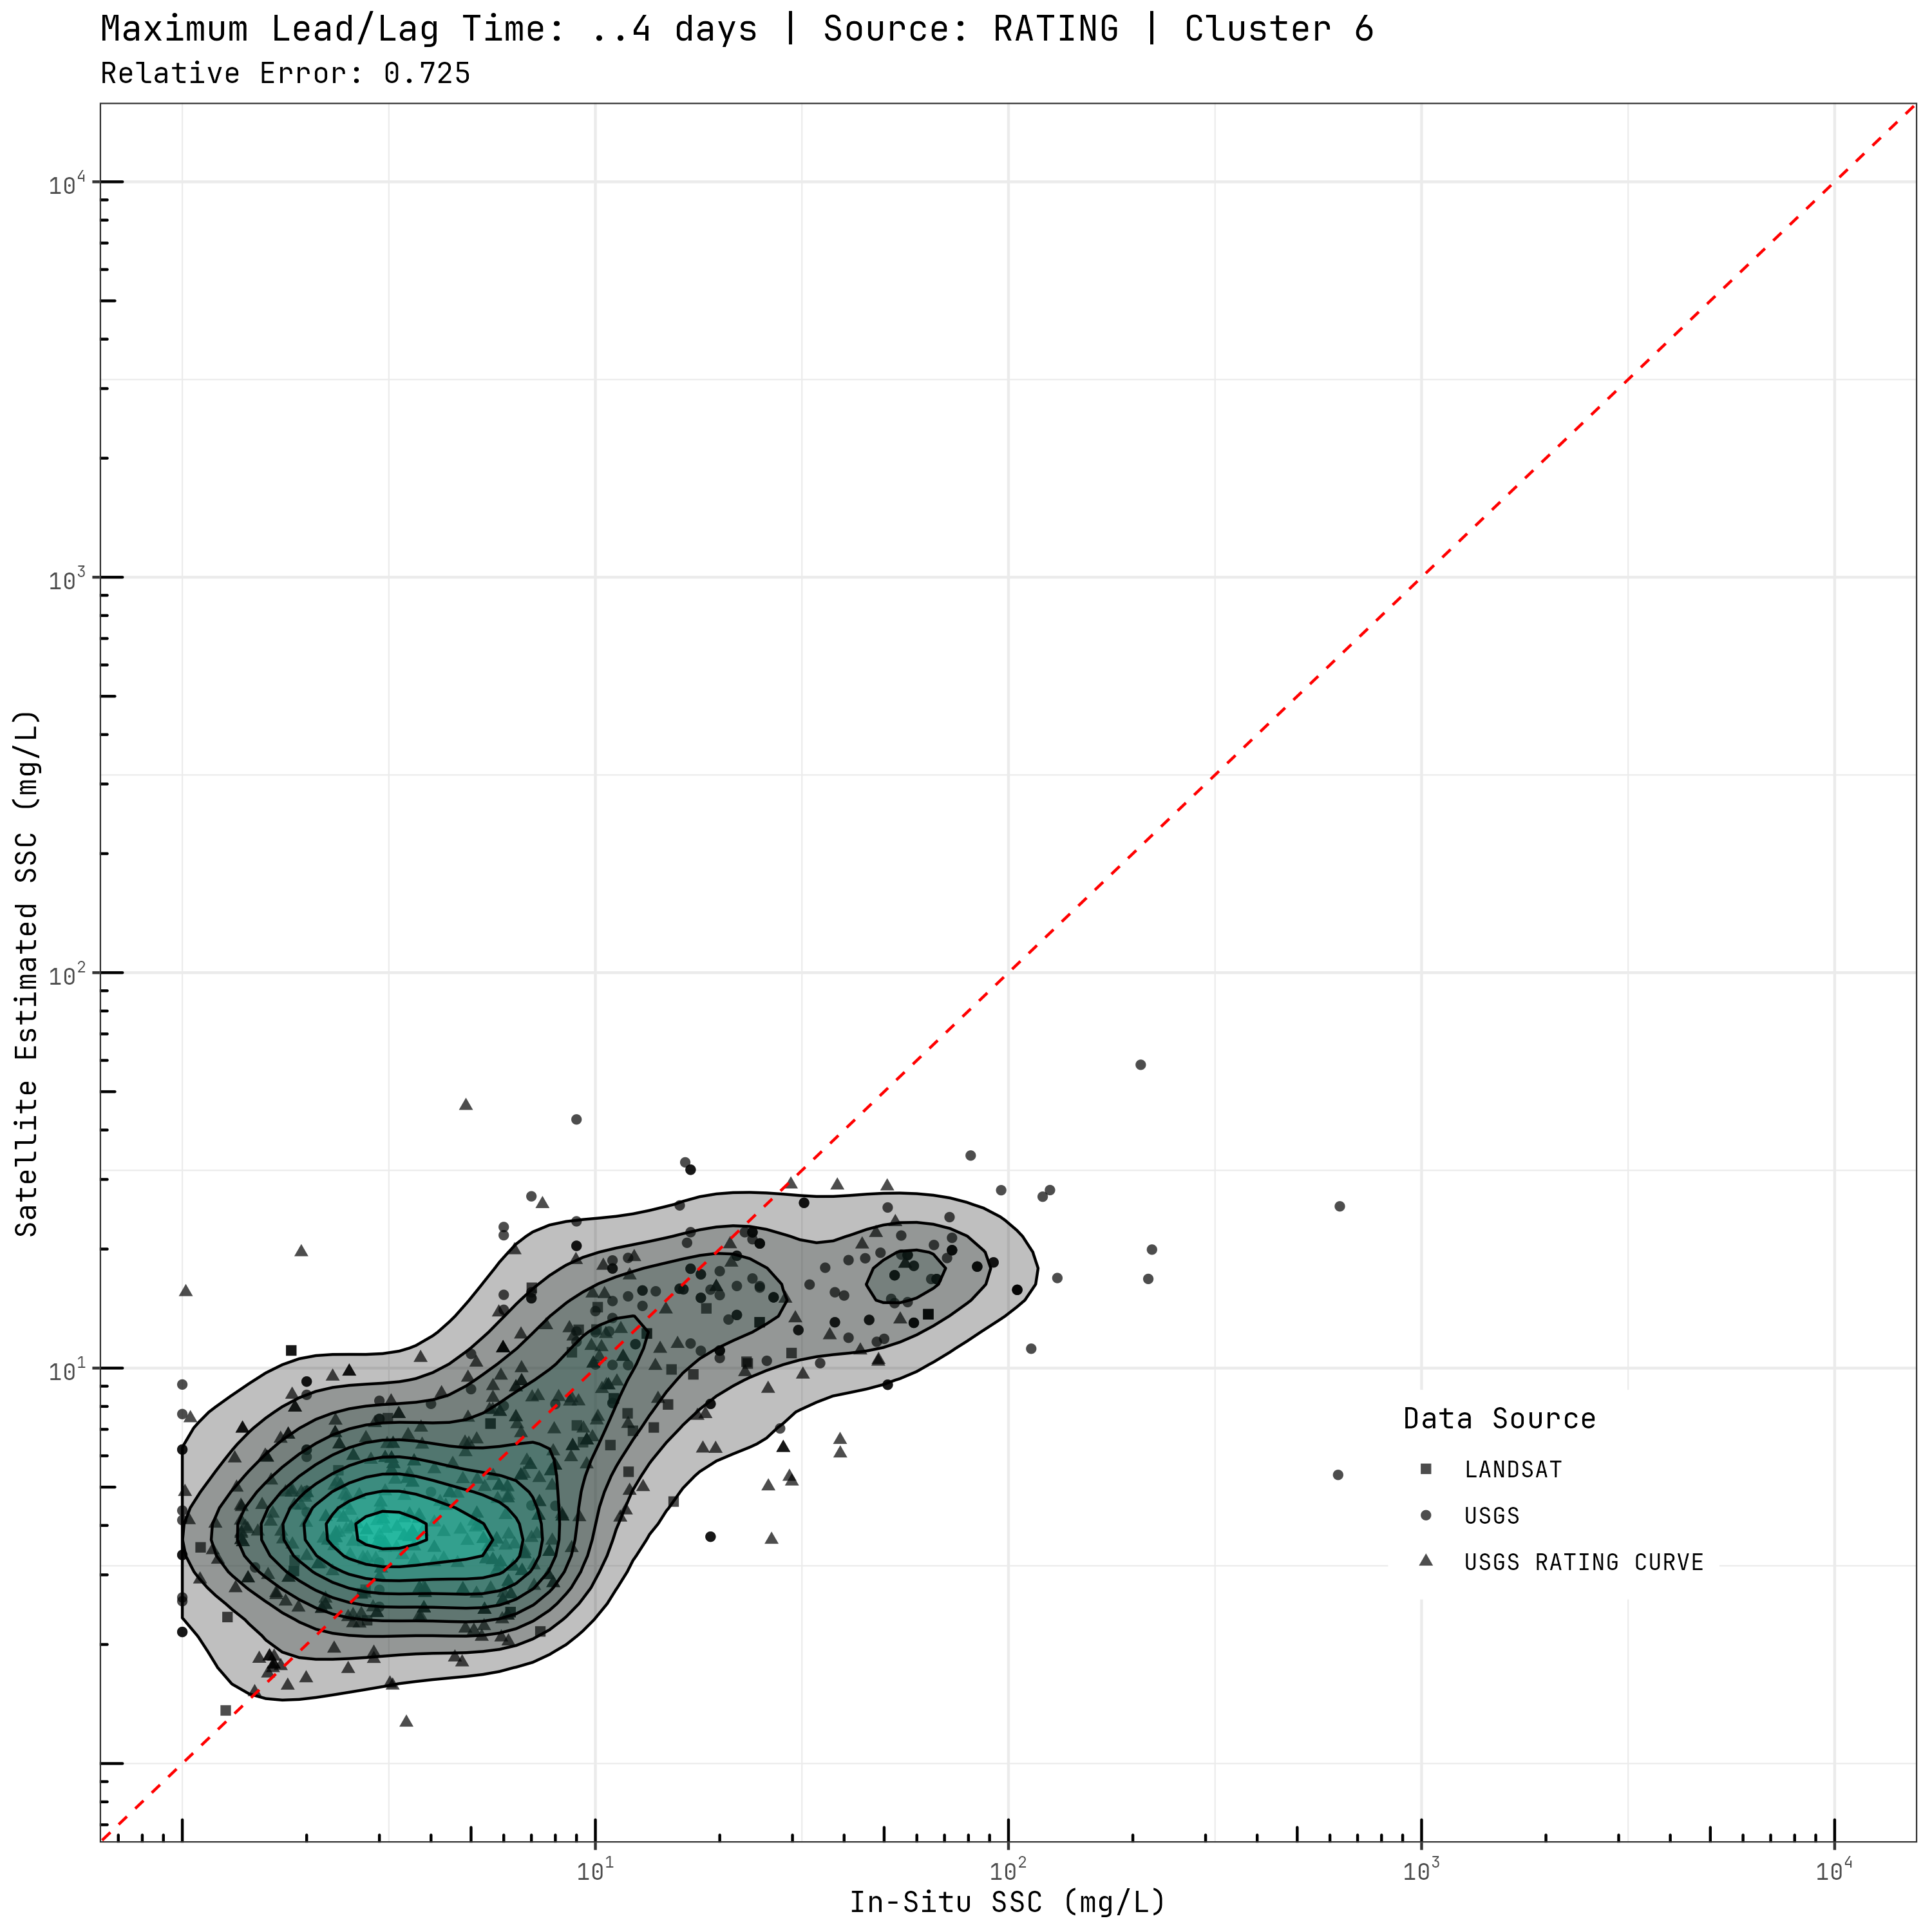 Maximum Lead/Lag Time: ..4 days | Source: RATING | Cluster 6
Relative Error: 0.725
Satellite Estimated SSC (mg/L)
10⁴
10³
10²
10¹
Data Source
LANDSAT
USGS
USGS RATING CURVE
10¹ 10² 10³ 10⁴
In-Situ SSC (mg/L)